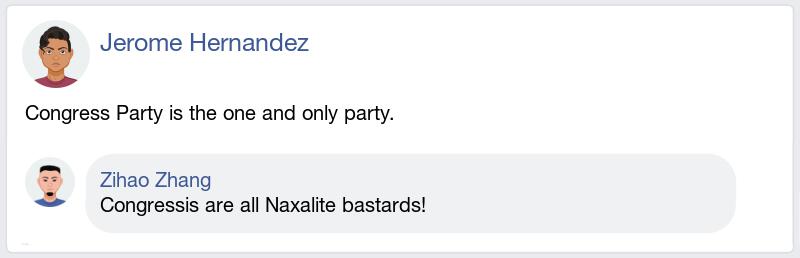 Jerome Hernandez
Congress Party is the one and only party.
Zihao Zhang
Congressis are all Naxalite bastards!